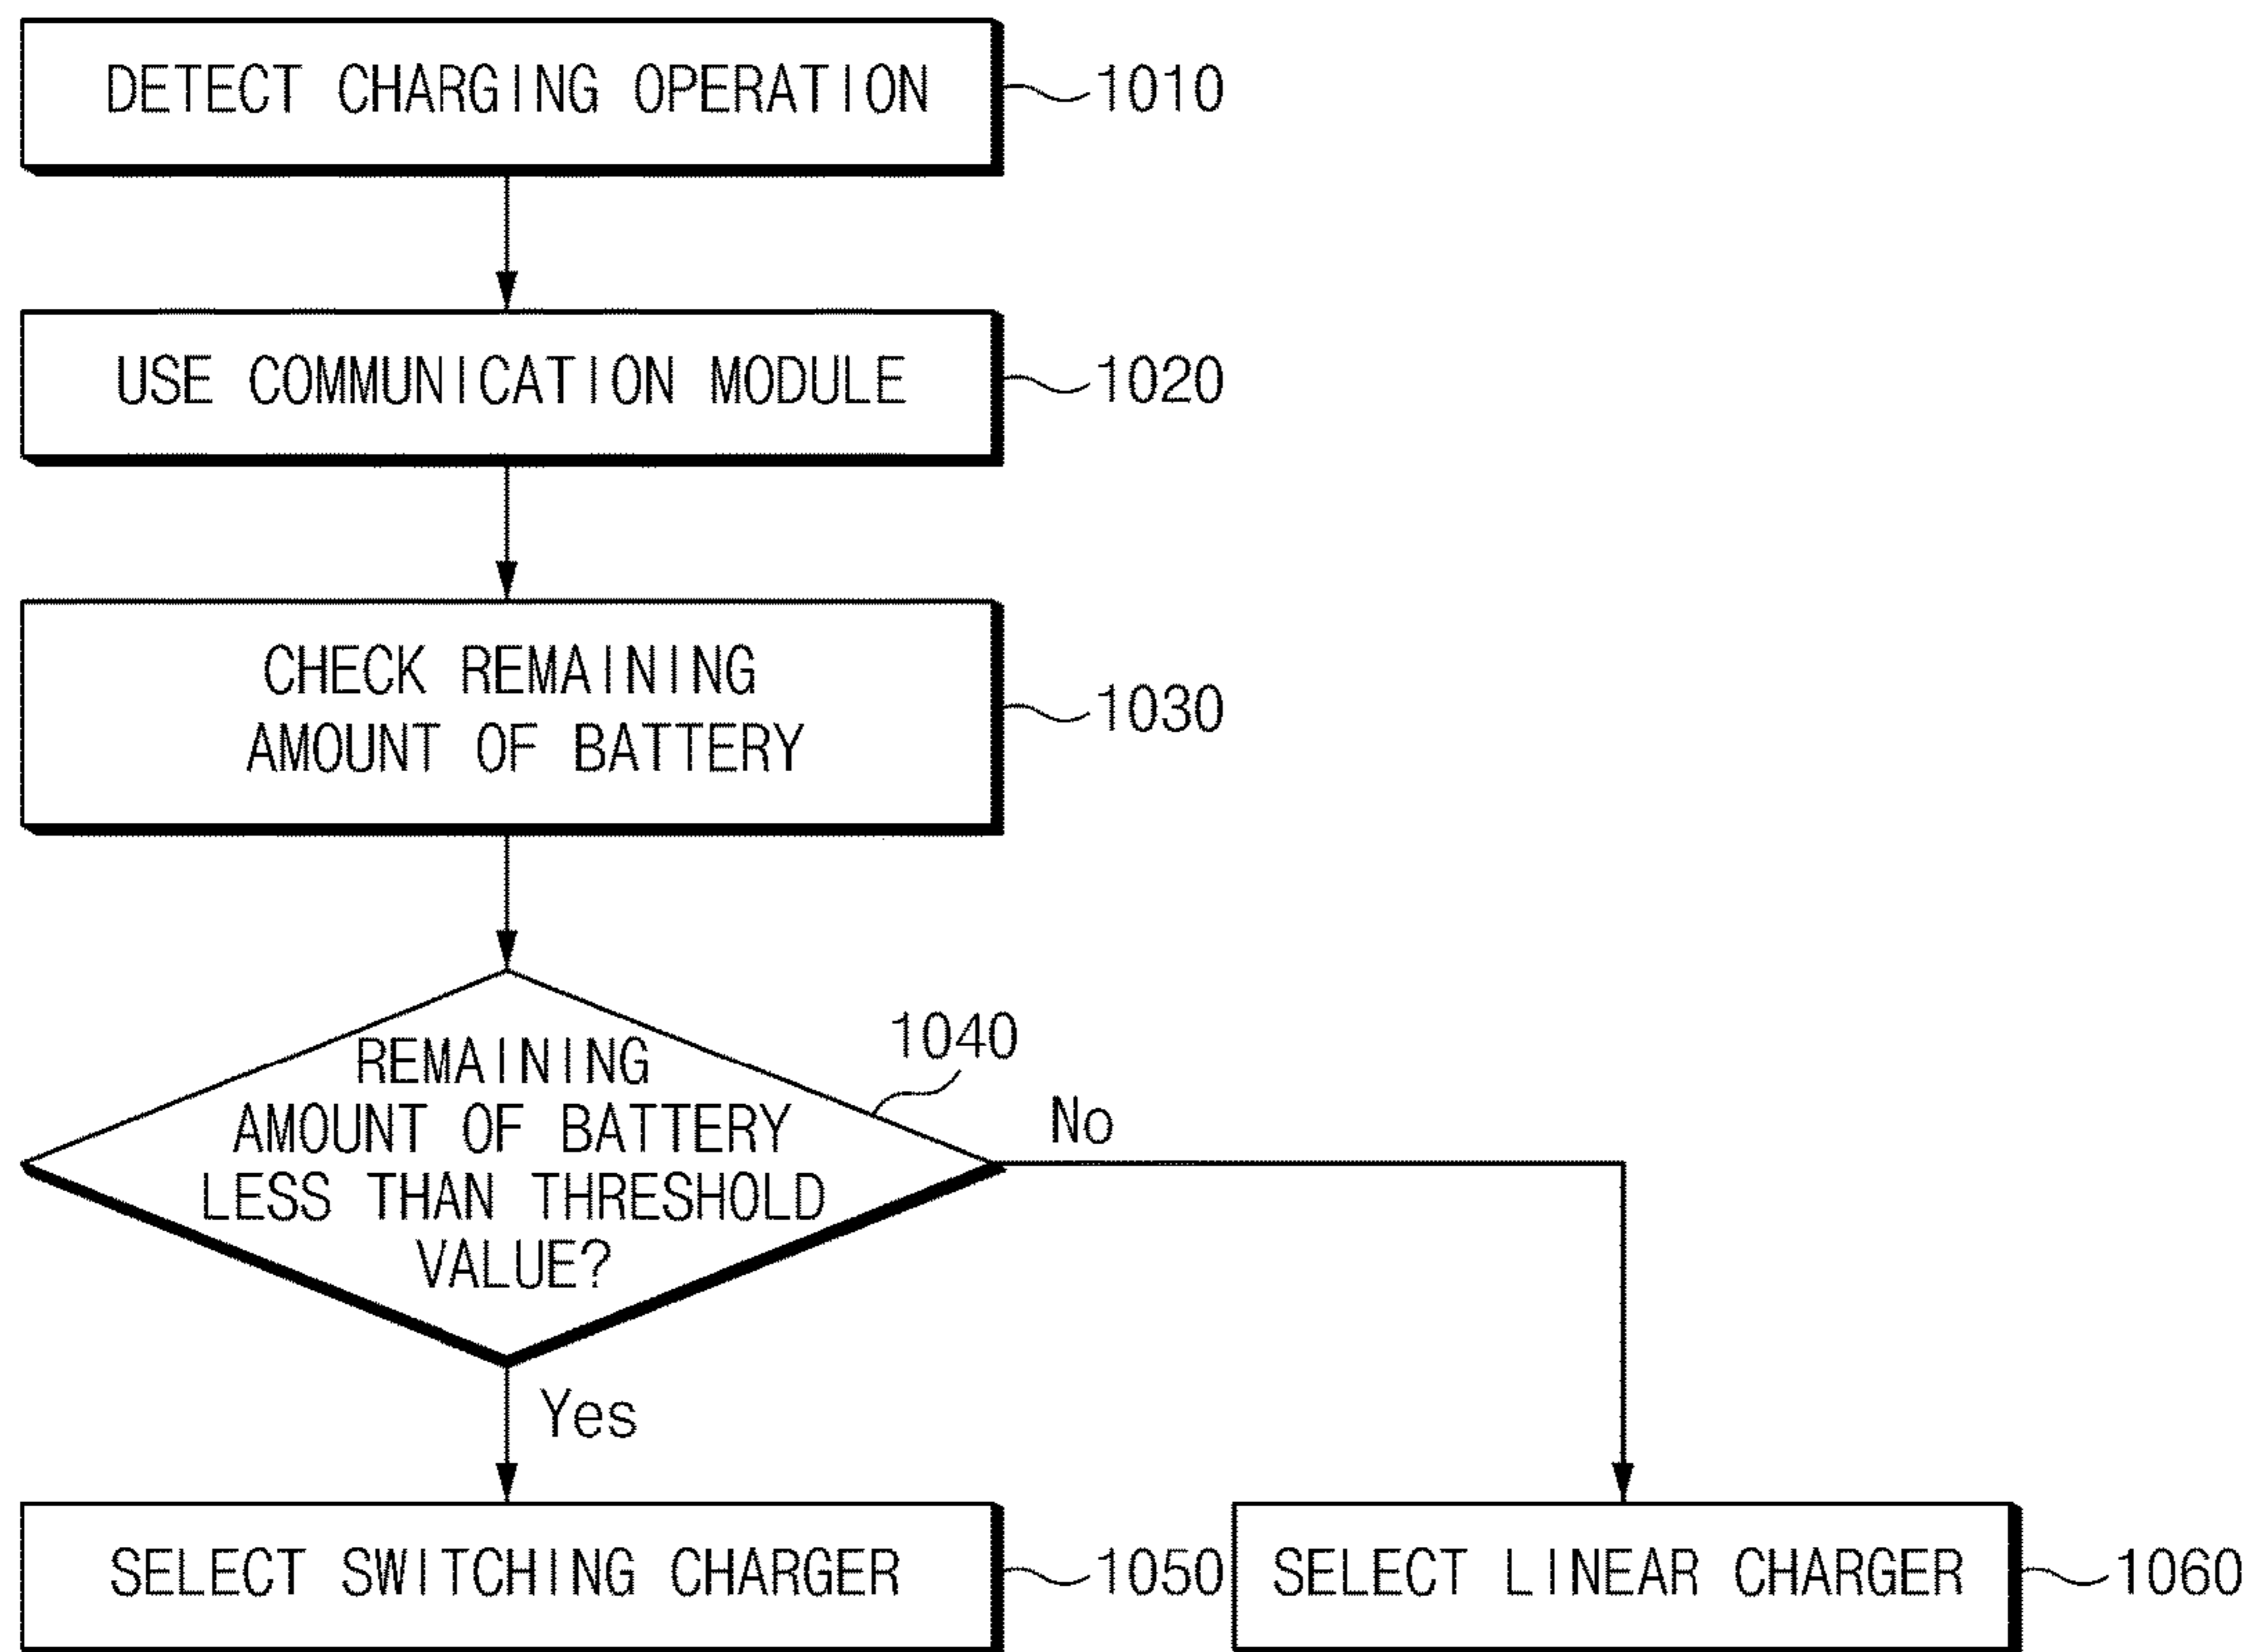 DETECT CHARGING OPERATION
1010
USE COMMUNICATION MODULE
1020
CHECK REMAINING
AMOUNT OF BATTERY
1030
1040
REMAINING
AMOUNT OF BATTERY
LESS THAN THRESHOLD
VALUE?
No
Yes
SELECT SWITCHING CHARGER
1050
SELECT LINEAR CHARGER
1060